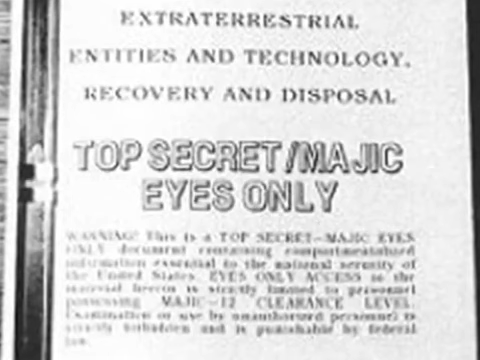 EXTRATERRESTRIAL
ENTITIES AND TECHNOLOGY,
RECOVERY AND DISPOSAL
TOP SECRET/MAJIC
EYES ONLY
WARNING! This is a TOP SECRET—MAJIC EYES
ONLY document containing compartmentalized
information essential to the national security of
the United States. EYES ONLY ACCESS to the
material herein is strictly limited to personnel
possessing MAJIC—12 CLEARANCE LEVEL.
Examination or use by unauthorized personnel is
strictly forbidden and is punishable by federal
law.